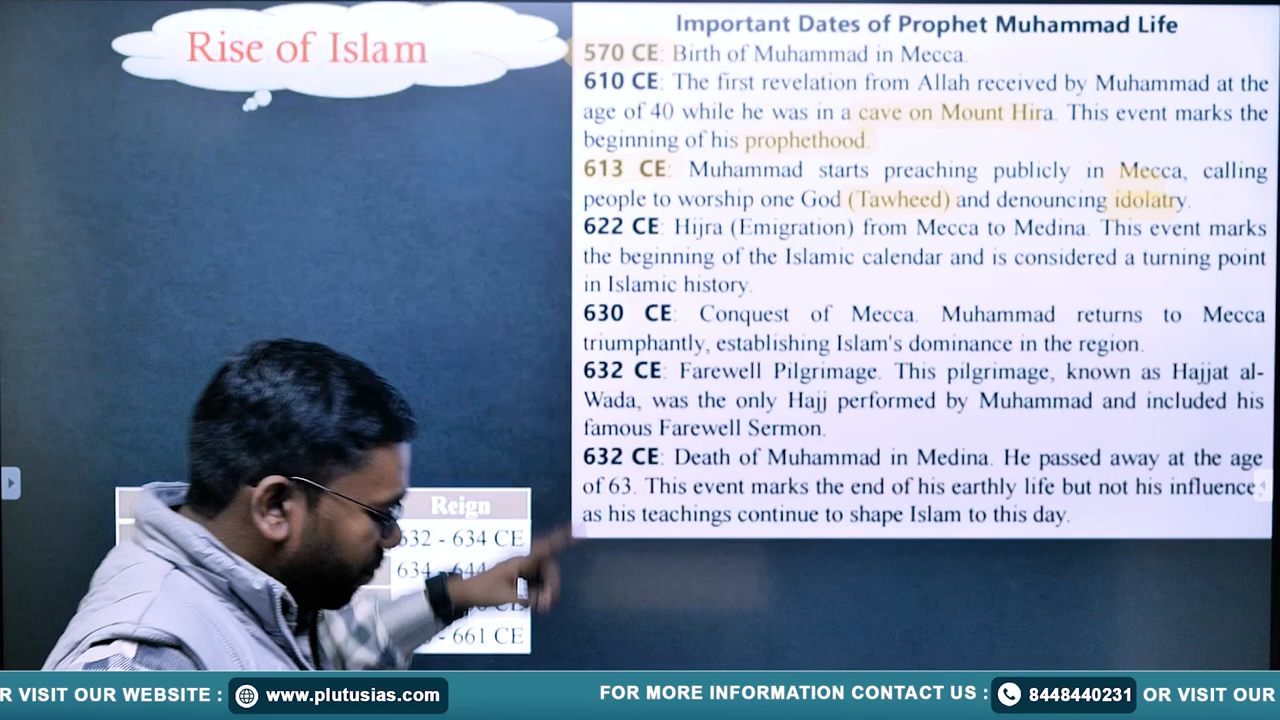 Rise of Islam
Important Dates of Prophet Muhammad Life
570 CE: Birth of Muhammad in Mecca.
610 CE: The first revelation from Allah received by Muhammad at the
age of 40 while he was in a cave on Mount Hira. This event marks the
beginning of his prophethood.
613 CE: Muhammad starts preaching publicly in Mecca, calling
people to worship one God (Tawheed) and denouncing idolatry.
622 CE: Hijra (Emigration) from Mecca to Medina. This event marks
the beginning of the Islamic calendar and is considered a turning point
in Islamic history.
630 CE: Conquest of Mecca. Muhammad returns to Mecca
triumphantly, establishing Islam's dominance in the region.
632 CE: Farewell Pilgrimage. This pilgrimage, known as Hajjat al-
Wada, was the only Hajj performed by Muhammad and included his
famous Farewell Sermon.
632 CE: Death of Muhammad in Medina. He passed away at the age
of 63. This event marks the end of his earthly life but not his influence
as his teachings continue to shape Islam to this day.
Reign
632 - 634 CE
634 - 644
CE
- 661 CE
R VISIT OUR WEBSITE : www.plutusias.com FOR MORE INFORMATION CONTACT US : 8448440231 OR VISIT OUR